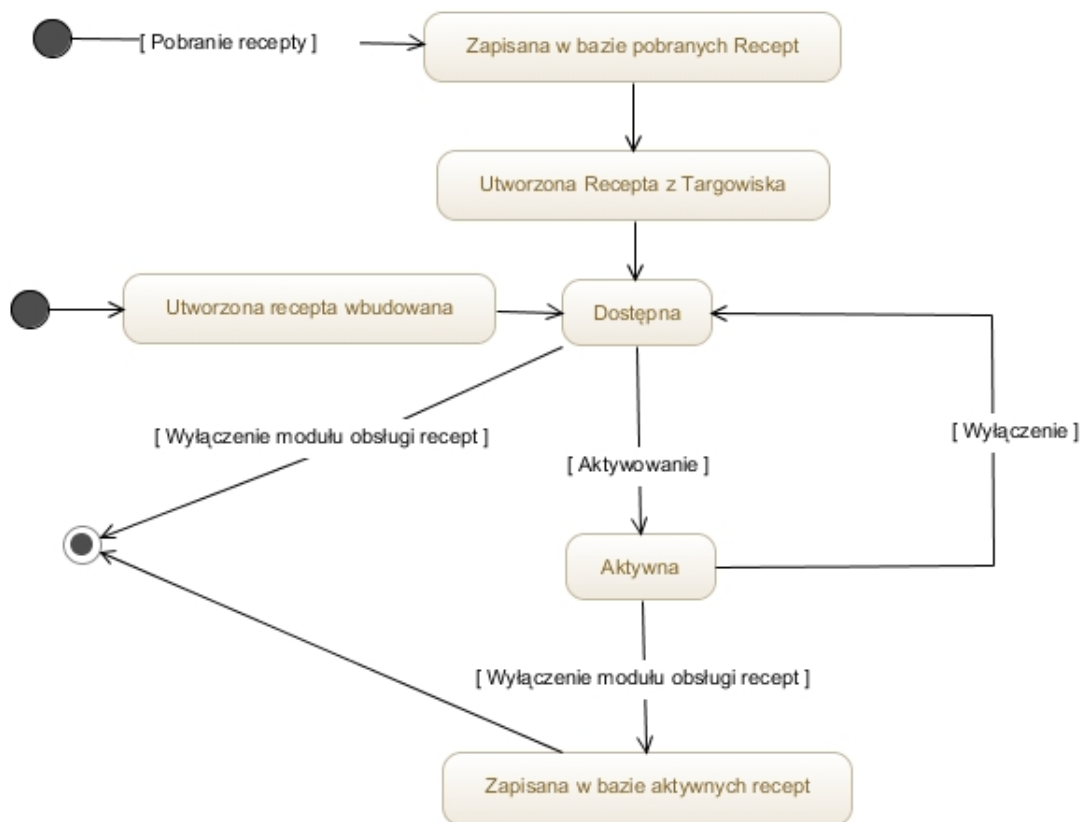 [ Pobranie recepty ]
Zapisana w bazie pobranych Recept
Utworzona Recepta z Targowiska
Utworzona recepta wbudowana
Dostępna
[ Wyłączenie modułu obsługi recept ]
[ Wyłączenie ]
[ Aktywowanie ]
Aktywna
[ Wyłączenie modułu obsługi recept ]
Zapisana w bazie aktywnych recept